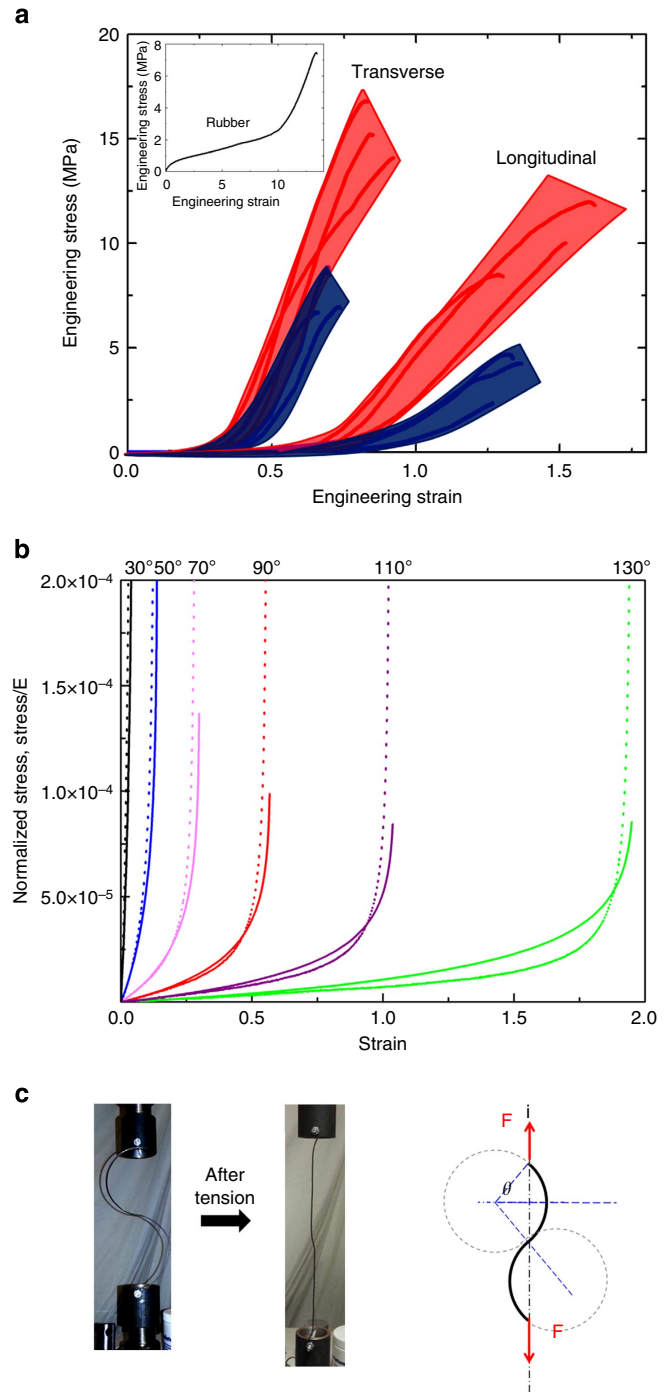 a
Transverse
Longitudinal
Rubber
Engineering stress (MPa)
8
6
4
2
0
0 5 10
Engineering strain
Engineering stress (MPa)
20
15
10
5
0
0.0 0.5 1.0 1.5
Engineering strain
b
30° 50° 70° 90° 110° 130°
Normalized stress, stress/E
2.0×10⁻⁴
1.5×10⁻⁴
1.0×10⁻⁴
5.0×10⁻⁵
0.0 0.5 1.0 1.5 2.0
Strain
c
After
tension
i
F
θ
F